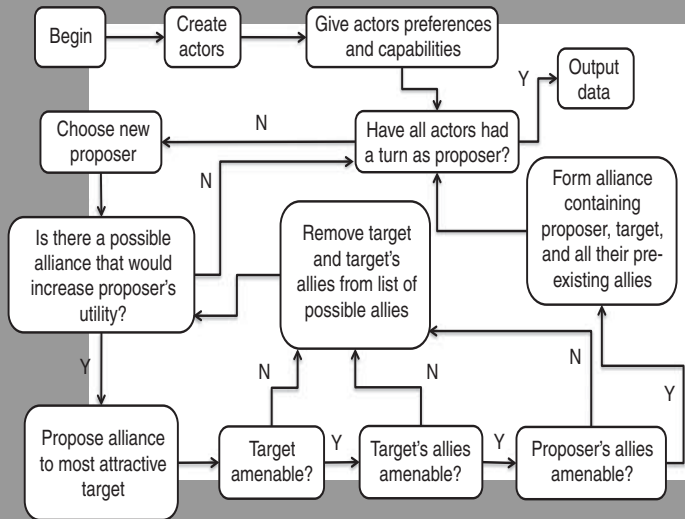 Begin
Create
actors
Give actors preferences
and capabilities
Y
Output
data
Choose new
proposer
N
Have all actors had
a turn as proposer?
N
Form alliance
containing
proposer, target,
and all their pre-
existing allies
Is there a possible
alliance that would
increase proposer's
utility?
Remove target
and target's
allies from list of
possible allies
Y
N
N
N
Y
Propose alliance
to most attractive
target
Target
amenable?
Y
Target's allies
amenable?
Y
Proposer's allies
amenable?